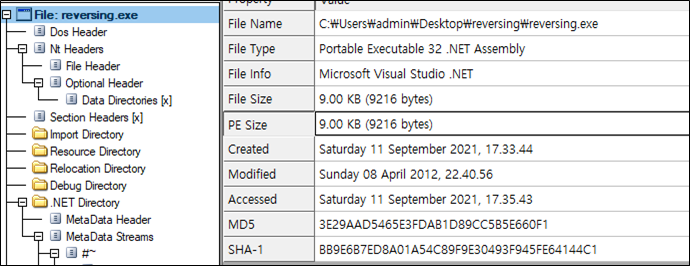 Property Value
File: reversing.exe
Dos Header
Nt Headers
File Header
Optional Header
Data Directories [x]
Section Headers [x]
Import Directory
Resource Directory
Relocation Directory
Debug Directory
.NET Directory
MetaData Header
MetaData Streams
#~
File Name C:₩Users₩admin₩Desktop₩reversing₩reversing.exe
File Type Portable Executable 32 .NET Assembly
File Info Microsoft Visual Studio .NET
File Size 9.00 KB (9216 bytes)
PE Size 9.00 KB (9216 bytes)
Created Saturday 11 September 2021, 17.33.44
Modified Sunday 08 April 2012, 22.40.56
Accessed Saturday 11 September 2021, 17.35.43
MD5 3E29AAD5465E3FDAB1D89CC5B5E660F1
SHA-1 BB9E6B7ED8A01A54C89F9E30493F945FE64144C1